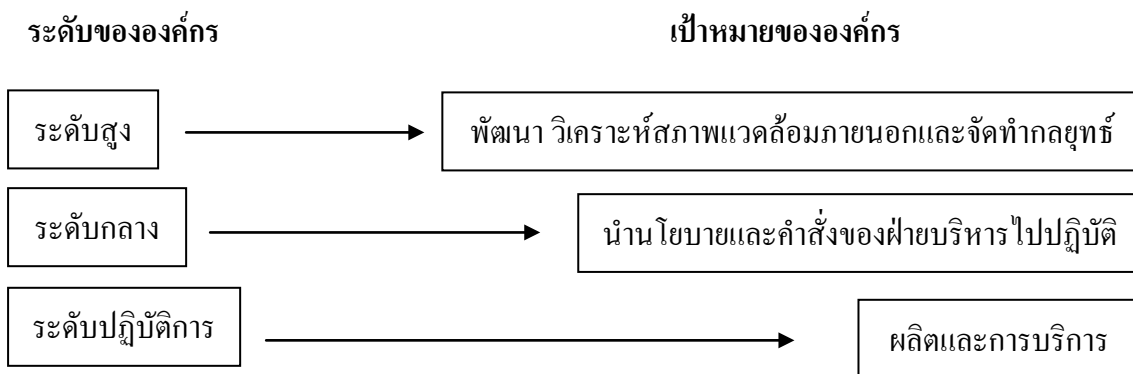 ระดับขององค์กร เป้าหมายขององค์กร
ระดับสูง พัฒนา วิเคราะห์สภาพแวดล้อมภายนอกและจัดทำกลยุทธ์
ระดับกลาง นำนโยบายและคำสั่งของฝ่ายบริหารไปปฏิบัติ
ระดับปฏิบัติการ ผลิตและการบริการ